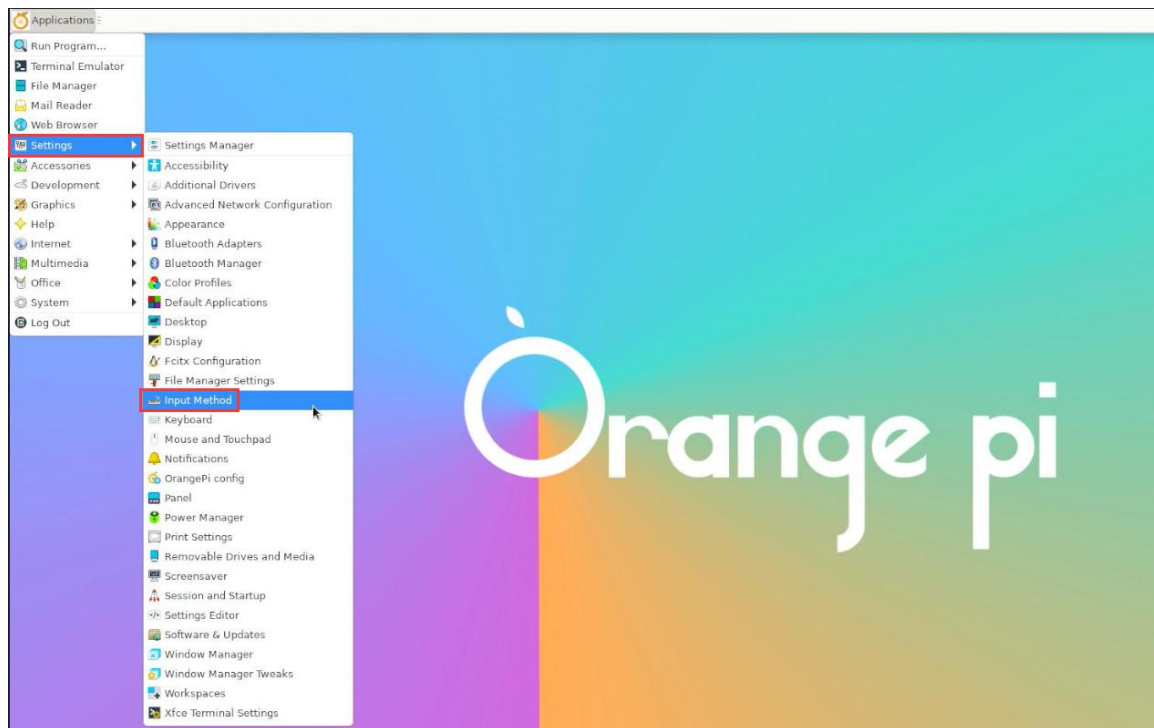 Applications
Run Program...
Terminal Emulator
File Manager
Mail Reader
Web Browser
Settings
Accessories
Development
Graphics
Help
Internet
Multimedia
Office
System
Log Out
Settings Manager
Accessibility
Additional Drivers
Advanced Network Configuration
Appearance
Bluetooth Adapters
Bluetooth Manager
Color Profiles
Default Applications
Desktop
Display
Fcitx Configuration
File Manager Settings
Input Method
Keyboard
Mouse and Touchpad
Notifications
OrangePi config
Panel
Power Manager
Print Settings
Removable Drives and Media
Screensaver
Session and Startup
Settings Editor
Software & Updates
Window Manager
Window Manager Tweaks
Workspaces
Xfce Terminal Settings
Orange pi